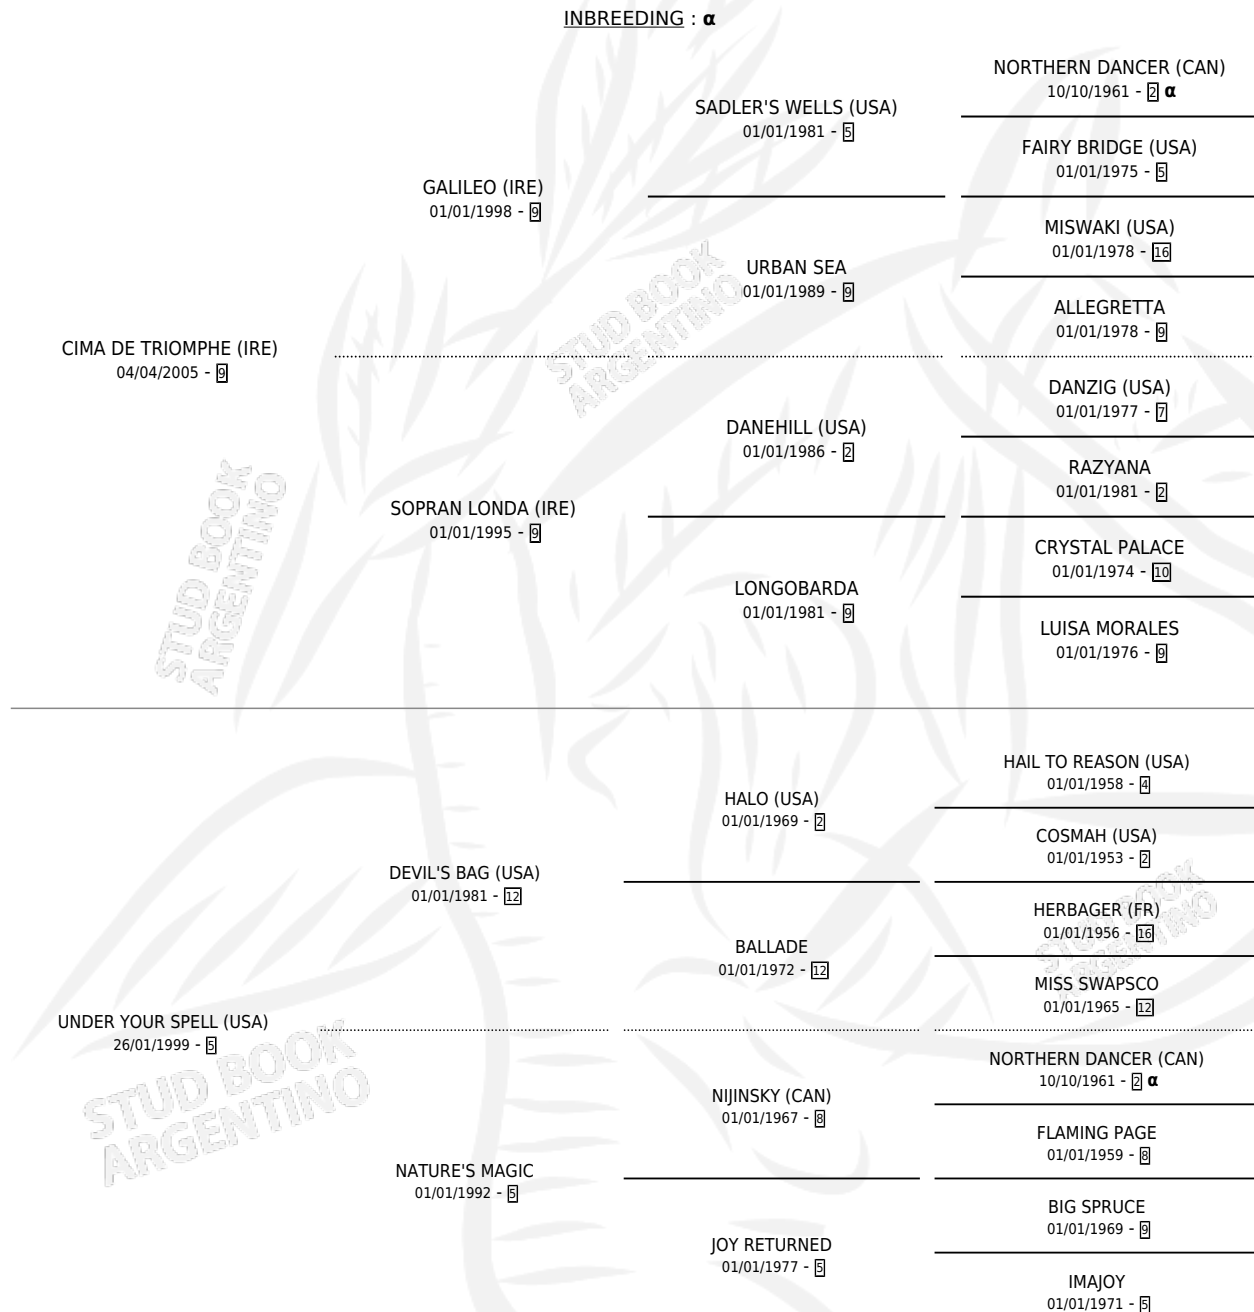 INBREEDING : α
NORTHERN DANCER (CAN)
10/10/1961 - 2 α
SADLER'S WELLS (USA)
01/01/1981 - 5
FAIRY BRIDGE (USA)
01/01/1975 - 5
GALILEO (IRE)
01/01/1998 - 9
MISWAKI (USA)
01/01/1978 - 16
URBAN SEA
01/01/1989 - 9
ALLEGRETTA
01/01/1978 - 9
CIMA DE TRIOMPHE (IRE)
04/04/2005 - 9
DANZIG (USA)
01/01/1977 - 7
DANEHILL (USA)
01/01/1986 - 2
RAZYANA
01/01/1981 - 2
SOPRAN LONDA (IRE)
01/01/1995 - 9
CRYSTAL PALACE
01/01/1974 - 10
LONGOBARDA
01/01/1981 - 9
LUISA MORALES
01/01/1976 - 9
HAIL TO REASON (USA)
01/01/1958 - 4
HALO (USA)
01/01/1969 - 2
COSMAH (USA)
01/01/1953 - 2
DEVIL'S BAG (USA)
01/01/1981 - 12
HERBAGER (FR)
01/01/1956 - 16
BALLADE
01/01/1972 - 12
MISS SWAPSCO
01/01/1965 - 12
UNDER YOUR SPELL (USA)
26/01/1999 - 5
NORTHERN DANCER (CAN)
10/10/1961 - 2 α
NIJINSKY (CAN)
01/01/1967 - 8
FLAMING PAGE
01/01/1959 - 8
NATURE'S MAGIC
01/01/1992 - 5
BIG SPRUCE
01/01/1969 - 9
JOY RETURNED
01/01/1977 - 5
IMAJOY
01/01/1971 - 5
STUD BOOK
ARGENTINO
STUD BOOK
ARGENTINO
STUD BOOK
ARGENTINO
STUD BOOK
ARGENTINO